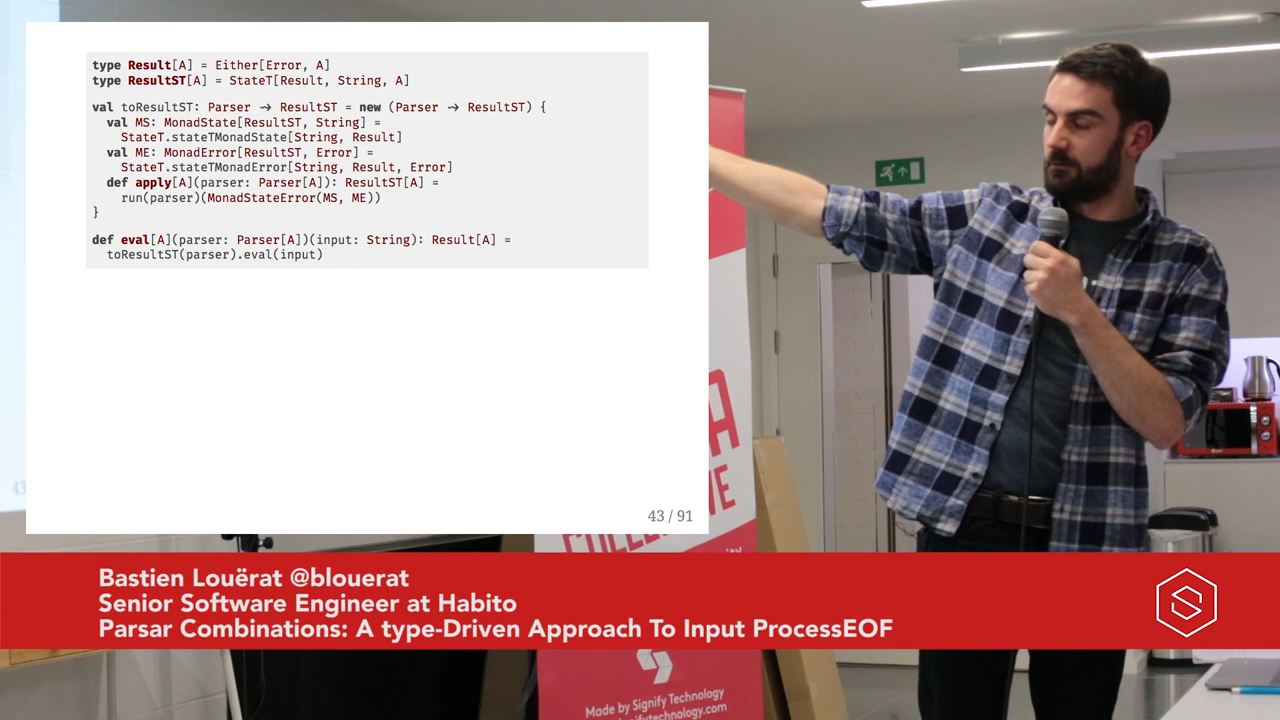 type Result[A] = Either[Error, A]
type ResultST[A] = StateT[Result, String, A]
val toResultST: Parser → ResultST = new (Parser → ResultST) {
val MS: MonadState[ResultST, String] =
StateT.stateTMonadState[String, Result]
val ME: MonadError[ResultST, Error] =
StateT.stateTMonadError[String, Result, Error]
def apply[A](parser: Parser[A]): ResultST[A] =
run(parser)(MonadStateError(MS, ME))
}
def eval[A](parser: Parser[A])(input: String): Result[A] =
toResultST(parser).eval(input)
43 / 91
43
Bastien Louërat @blouerat
Senior Software Engineer at Habito
Parsar Combinations: A type-Driven Approach To Input ProcessEOF
Made by Signify Technology